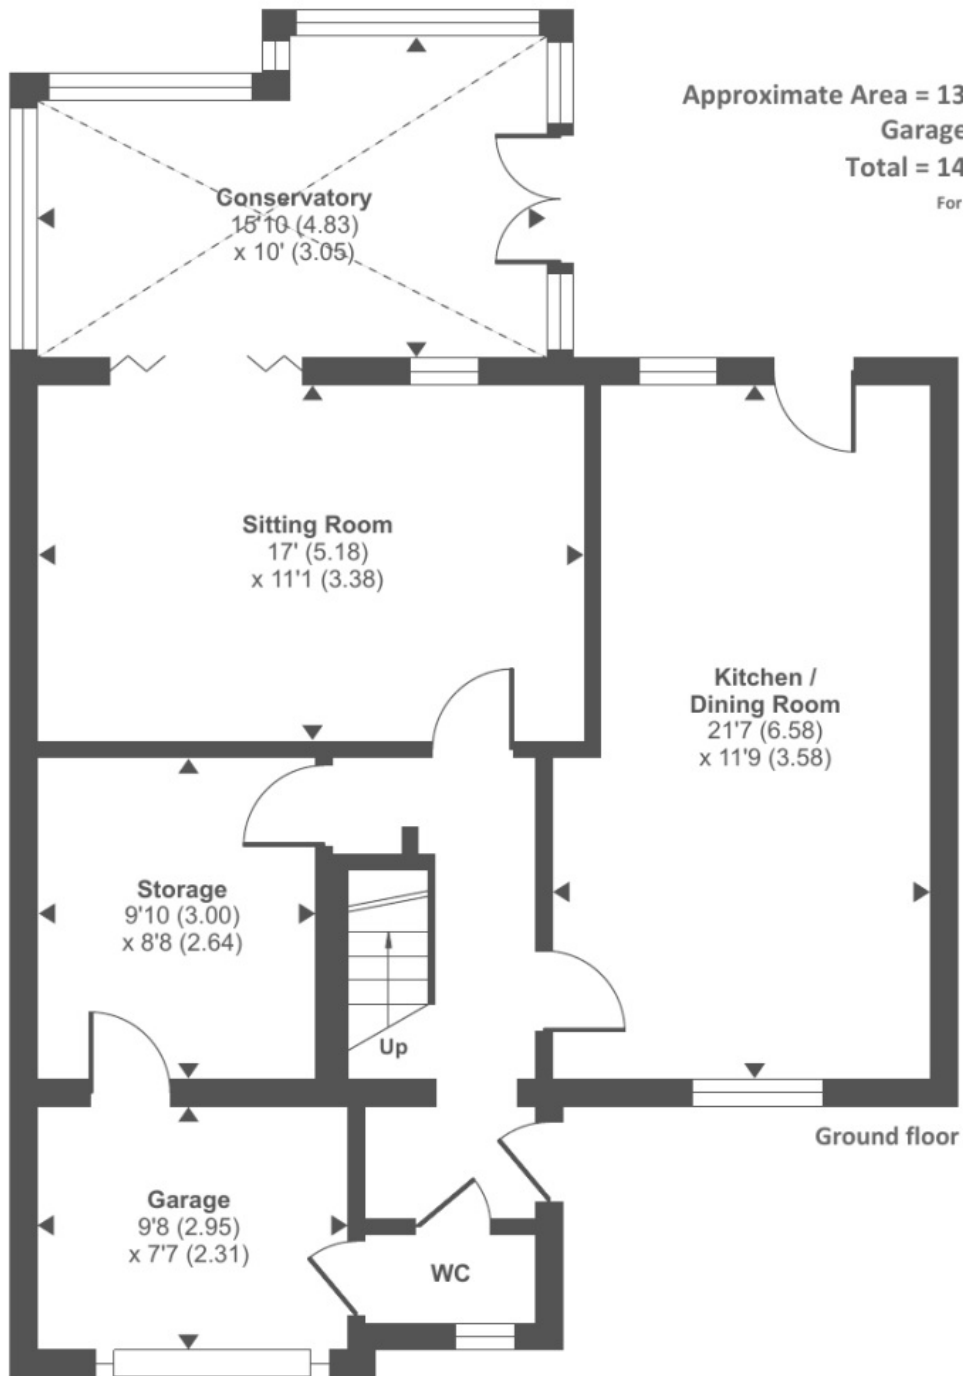 Approximate Area = 13
Garage
Total = 14
For
Conservatory
15'10 (4.83)
x 10' (3.05)
Sitting Room
17' (5.18)
x 11'1 (3.38)
Kitchen /
Dining Room
21'7 (6.58)
x 11'9 (3.58)
Storage
9'10 (3.00)
x 8'8 (2.64)
Up
Ground floor
Garage
9'8 (2.95)
x 7'7 (2.31)
WC